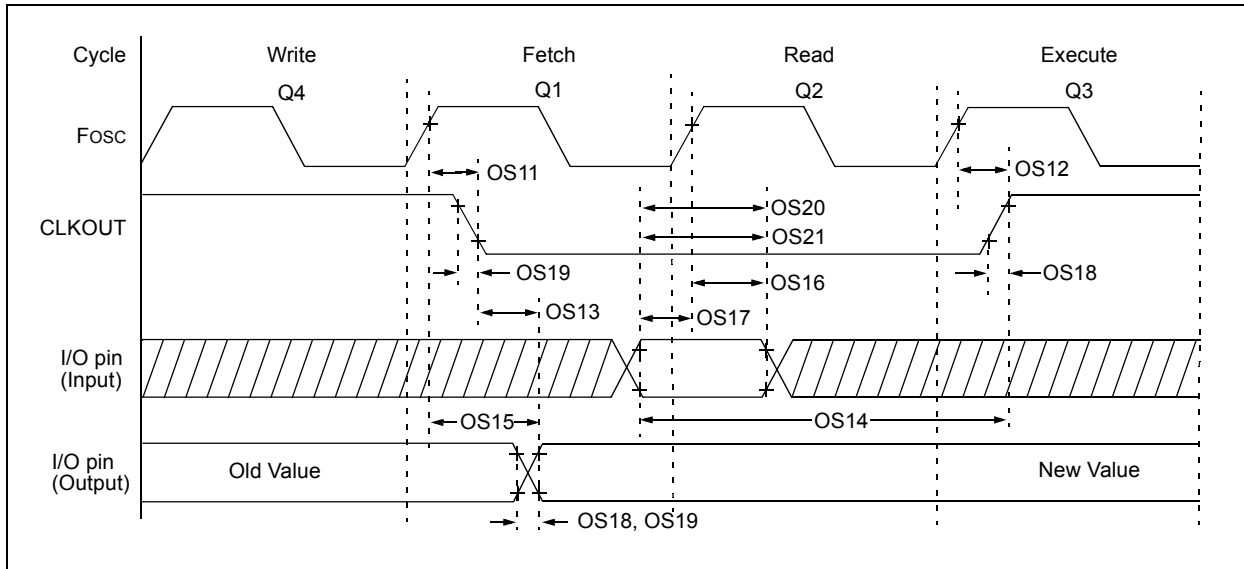 Cycle Write Fetch Read Execute
Q4 Q1 Q2 Q3
Fosc
OS11 OS12
OS20
CLKOUT
OS21
OS19 OS16 OS18
OS13 OS17
I/O pin
(Input)
OS15 OS14
I/O pin
(Output)
Old Value New Value
OS18, OS19